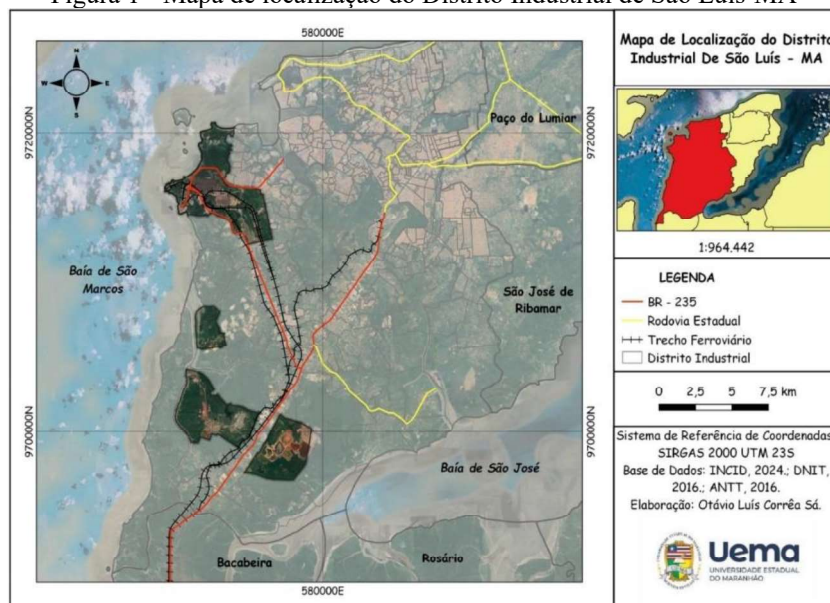 Figura 1 - Mapa de localização do Distrito Industrial de São Luís-MA
580000E
N
W
E
S
9720000N
9720000N
Paço do Lumiar
Baía de São
Marcos
São José de
Ribamar
9700000N
9700000N
Baía de São José
Bacabeira
Rosário
580000E
Mapa de Localização do Distrito
Industrial De São Luís - MA
1:964.442
LEGENDA
BR - 235
Rodovia Estadual
Trecho Ferroviário
Distrito Industrial
0 2,5 5 7,5 km
Sistema de Referência de Coordenadas
SIRGAS 2000 UTM 23S
Base de Dados: INCID, 2024.; DNIT,
2016.; ANTT, 2016.
Elaboração: Otávio Luís Corrêa Sá.
Uema
UNIVERSIDADE ESTADUAL
DO MARANHÃO